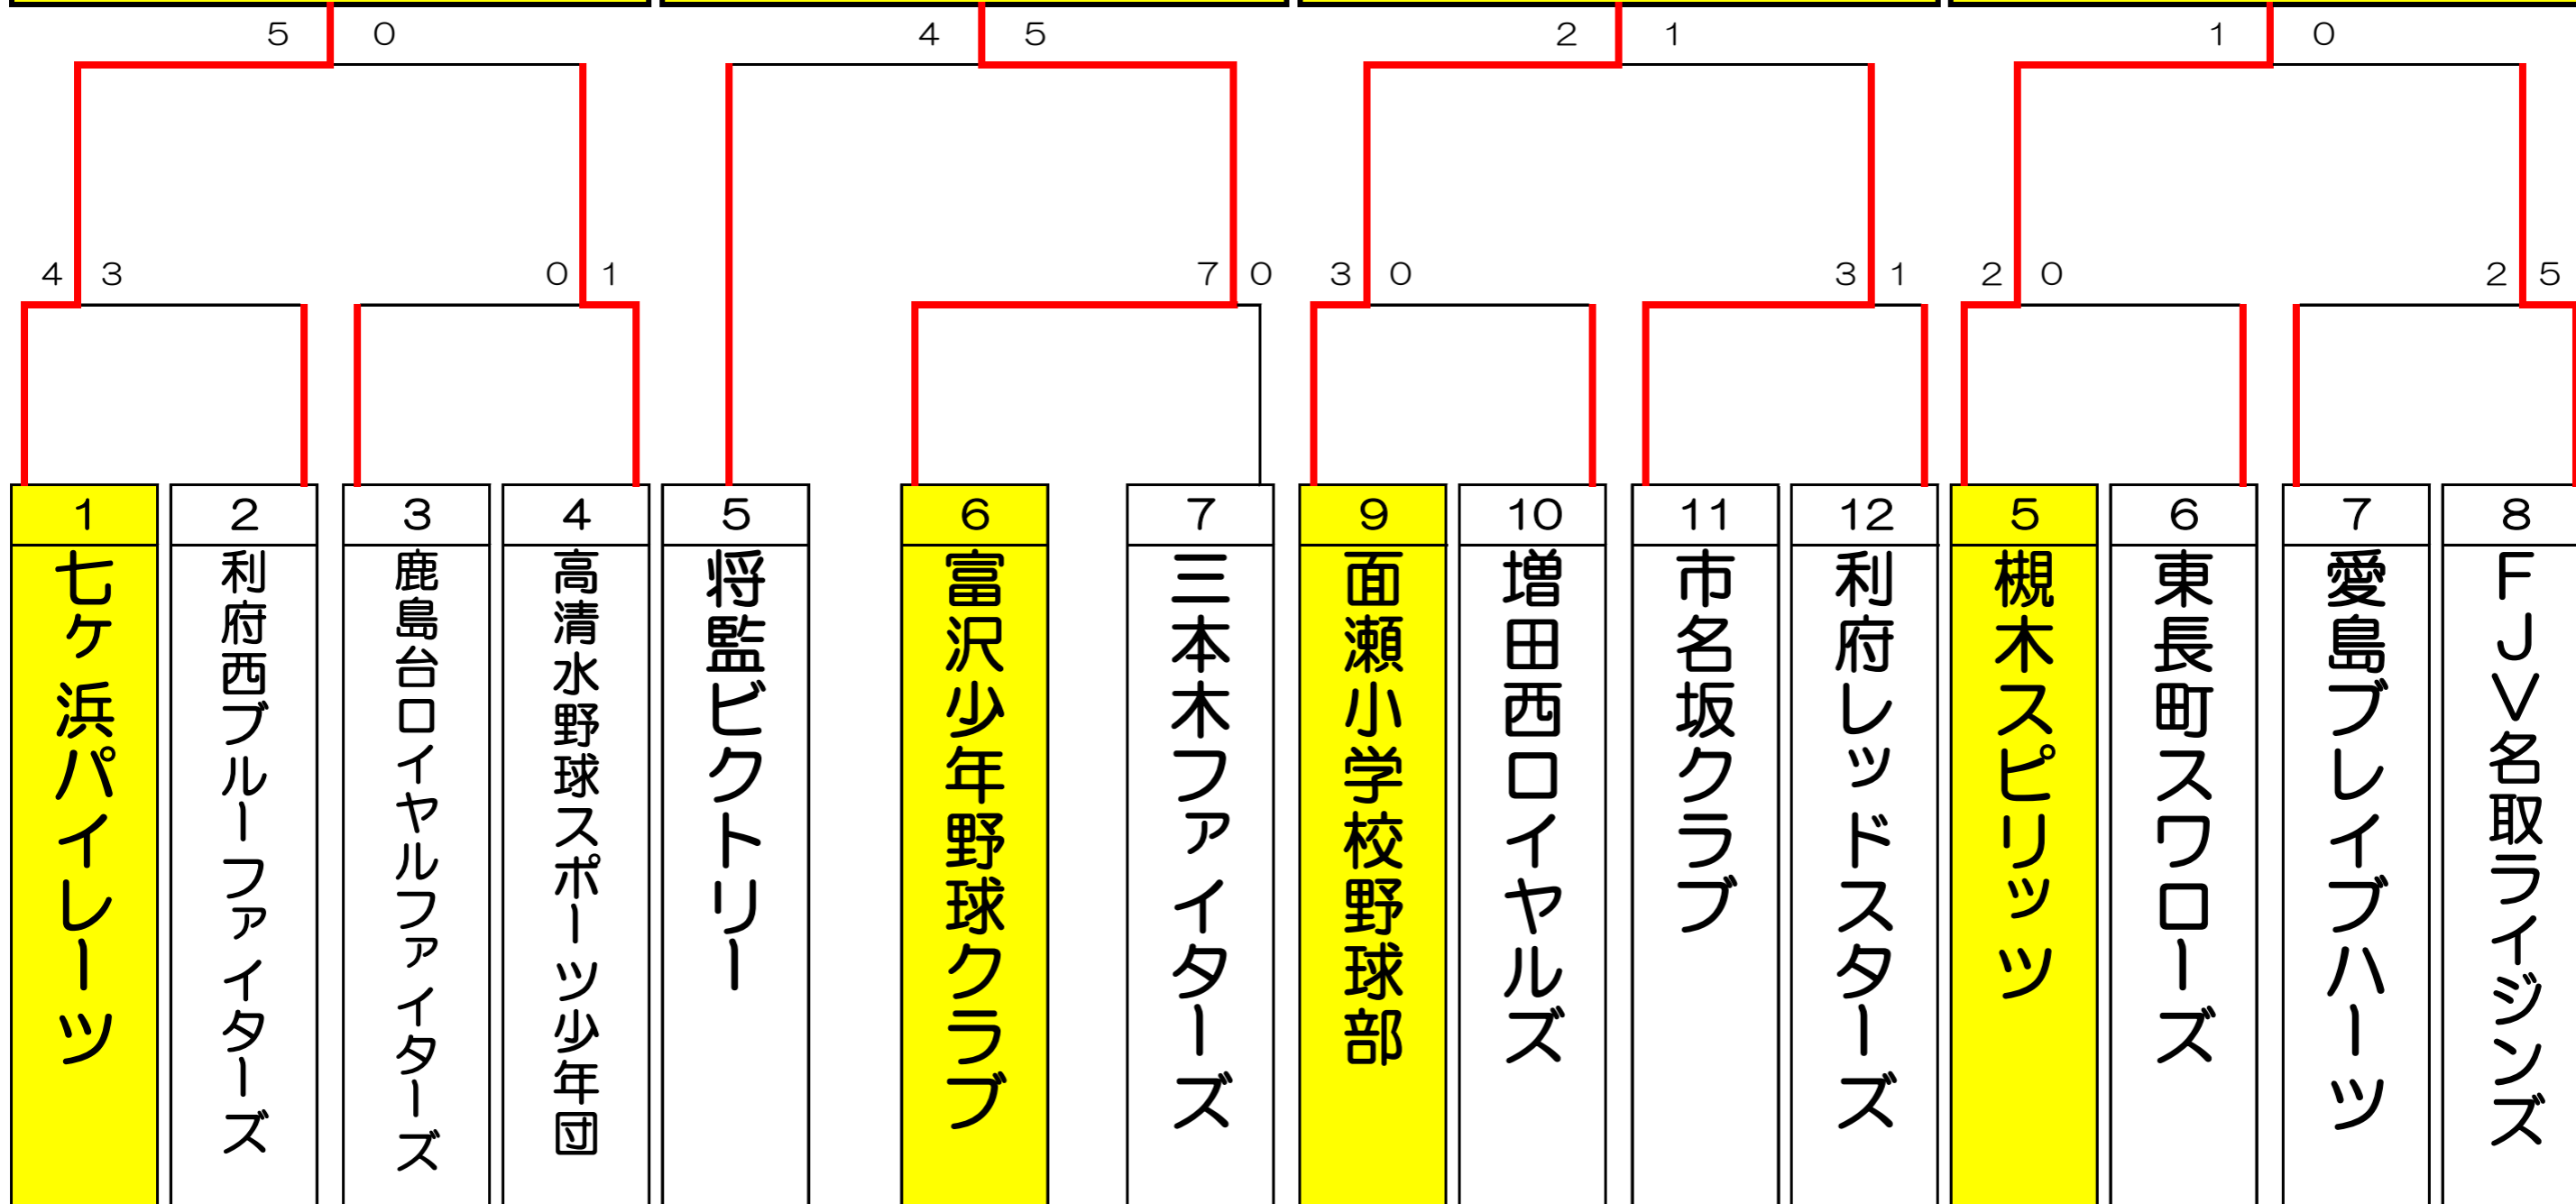 ５ ０
４ ５
２ １
１ ０
４ ３
０ １
７ ０
３ ０
３ １
２ ０
２ ５
1
七ヶ浜パイレーツ
2
利府西ブルーファイターズ
3
鹿島台ロイヤルファイターズ
4
高清水野球スポーツ少年団
5
将監ビクトリー
6
富沢少年野球クラブ
7
三本木ファイターズ
9
面瀬小学校野球部
10
増田西ロイヤルズ
11
市名坂クラブ
12
利府レッドスターズ
5
槻木スピリッツ
6
東長町スワローズ
7
愛島ブレイブハーツ
8
ＦＪＶ名取ライジンズ